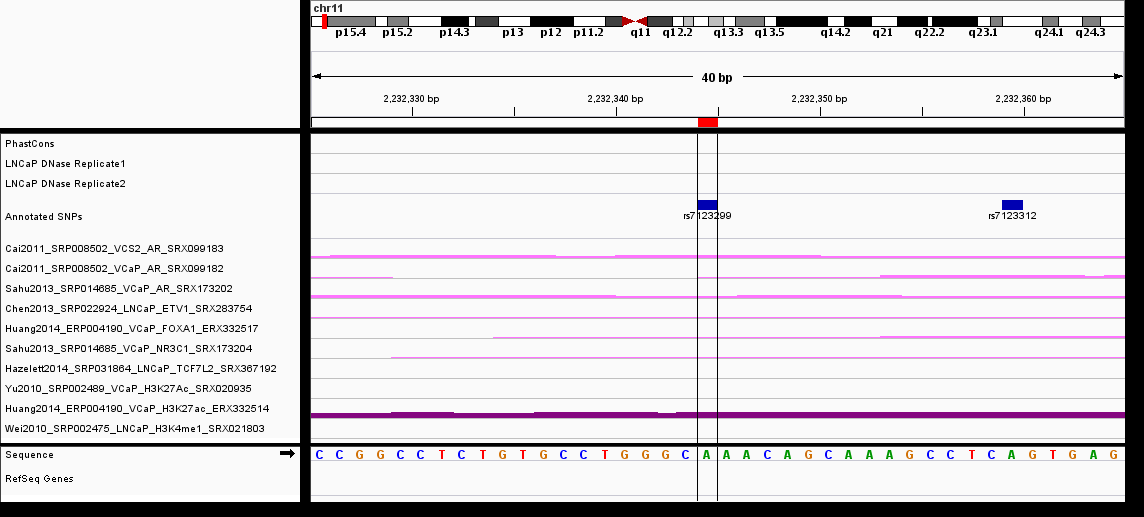 chr11
p15.4 p15.2 p14.3 p13 p12 p11.2 q11 q12.2 q13.3 q13.5 q14.2 q21 q22.2 q23.1 q24.1 q24.3
40 bp
2,232,330 bp 2,232,340 bp 2,232,350 bp 2,232,360 bp
PhastCons
LNCaP DNase Replicate1
LNCaP DNase Replicate2
Annotated SNPs
rs7123299 rs7123312
Cai2011_SRP008502_VCS2_AR_SRX099183
Cai2011_SRP008502_VCaP_AR_SRX099182
Sahu2013_SRP014685_VCaP_AR_SRX173202
Chen2013_SRP022924_LNCaP_ETV1_SRX283754
Huang2014_ERP004190_VCaP_FOXA1_ERX332517
Sahu2013_SRP014685_VCaP_NR3C1_SRX173204
Hazelett2014_SRP031864_LNCaP_TCF7L2_SRX367192
Yu2010_SRP002489_VCaP_H3K27Ac_SRX020935
Huang2014_ERP004190_VCaP_H3K27ac_ERX332514
Wei2010_SRP002475_LNCaP_H3K4me1_SRX021803
Sequence C C G G C C T C T G T G C C T G G G C A A A C A G C A A A G C C T C A G T G A G
RefSeq Genes